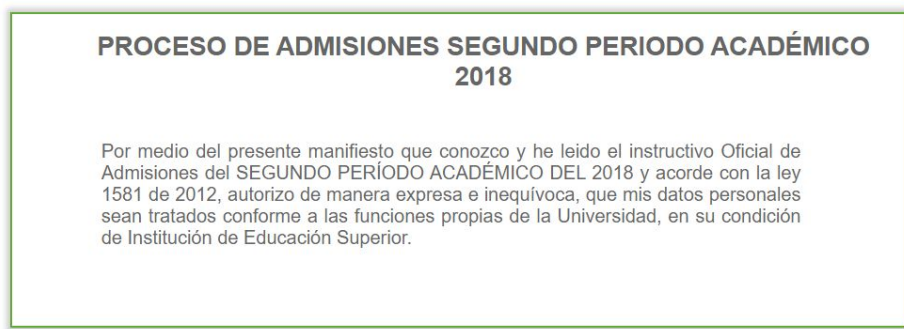 PROCESO DE ADMISIONES SEGUNDO PERIODO ACADÉMICO
2018
Por medio del presente manifiesto que conozco y he leido el instructivo Oficial de
Admisiones del SEGUNDO PERÍODO ACADÉMICO DEL 2018 y acorde con la ley
1581 de 2012, autorizo de manera expresa e inequívoca, que mis datos personales
sean tratados conforme a las funciones propias de la Universidad, en su condición
de Institución de Educación Superior.